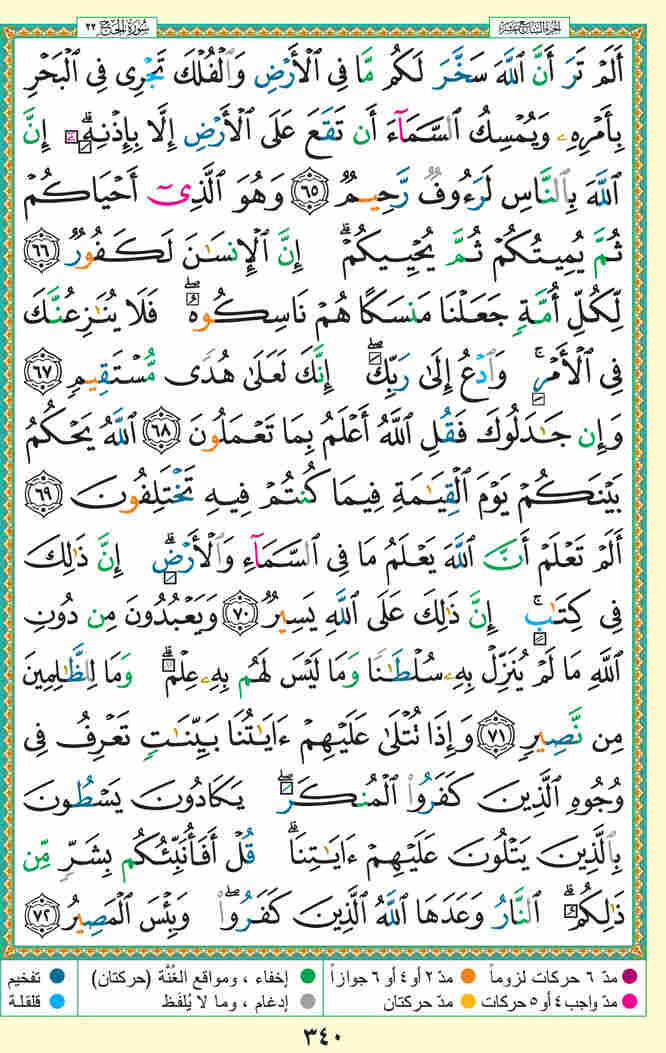 سُورَةُ الحَجّ ٢٢
الجزء السابع عشر
أَلَمْ تَرَ أَنَّ ٱللَّهَ سَخَّرَ لَكُم مَّا فِى ٱلْأَرْضِ وَٱلْفُلْكَ تَجْرِى فِى ٱلْبَحْرِ
بِأَمْرِهِۦ وَيُمْسِكُ ٱلسَّمَآءَ أَن تَقَعَ عَلَى ٱلْأَرْضِ إِلَّا بِإِذْنِهِۦٓ ۗ إِنَّ
ٱللَّهَ بِٱلنَّاسِ لَرَءُوفٌ رَّحِيمٌ ٦٥ وَهُوَ ٱلَّذِىٓ أَحْيَاكُمْ
ثُمَّ يُمِيتُكُمْ ثُمَّ يُحْيِيكُمْ ۗ إِنَّ ٱلْإِنسَٰنَ لَكَفُورٌ ٦٦
لِّكُلِّ أُمَّةٍ جَعَلْنَا مَنسَكًا هُمْ نَاسِكُوهُ ۖ فَلَا يُنَٰزِعُنَّكَ
فِى ٱلْأَمْرِ ۚ وَٱدْعُ إِلَىٰ رَبِّكَ ۖ إِنَّكَ لَعَلَىٰ هُدًى مُّسْتَقِيمٍ ٦٧
وَإِن جَٰدَلُوكَ فَقُلِ ٱللَّهُ أَعْلَمُ بِمَا تَعْمَلُونَ ٦٨ ٱللَّهُ يَحْكُمُ
بَيْنَكُمْ يَوْمَ ٱلْقِيَٰمَةِ فِيمَا كُنتُمْ فِيهِ تَخْتَلِفُونَ ٦٩
أَلَمْ تَعْلَمْ أَنَّ ٱللَّهَ يَعْلَمُ مَا فِى ٱلسَّمَآءِ وَٱلْأَرْضِ ۗ إِنَّ ذَٰلِكَ
فِى كِتَٰبٍ ۚ إِنَّ ذَٰلِكَ عَلَى ٱللَّهِ يَسِيرٌ ٧٠ وَيَعْبُدُونَ مِن دُونِ
ٱللَّهِ مَا لَمْ يُنَزِّلْ بِهِۦ سُلْطَٰنًا وَمَا لَيْسَ لَهُم بِهِۦ عِلْمٌ ۗ وَمَا لِلظَّٰلِمِينَ
مِن نَّصِيرٍ ٧١ وَإِذَا تُتْلَىٰ عَلَيْهِمْ ءَايَٰتُنَا بَيِّنَٰتٍ تَعْرِفُ فِى
وُجُوهِ ٱلَّذِينَ كَفَرُوا۟ ٱلْمُنكَرَ ۖ يَكَادُونَ يَسْطُونَ
بِٱلَّذِينَ يَتْلُونَ عَلَيْهِمْ ءَايَٰتِنَا ۗ قُلْ أَفَأُنَبِّئُكُم بِشَرٍّ مِّن
ذَٰلِكُمُ ۗ ٱلنَّارُ وَعَدَهَا ٱللَّهُ ٱلَّذِينَ كَفَرُوا۟ ۖ وَبِئْسَ ٱلْمَصِيرُ ٧٢
مدّ ٦ حركات لزوماً مدّ ٢ أو ٤ أو ٦ جوازاً إخفاء ، ومواقع الغُنَّة (حركتان) تفخيم
مدّ واجب ٤ أو ٥ حركات مدّ حركتان إدغام ، وما لا يُلفَظ قلقلة
٣٤٠